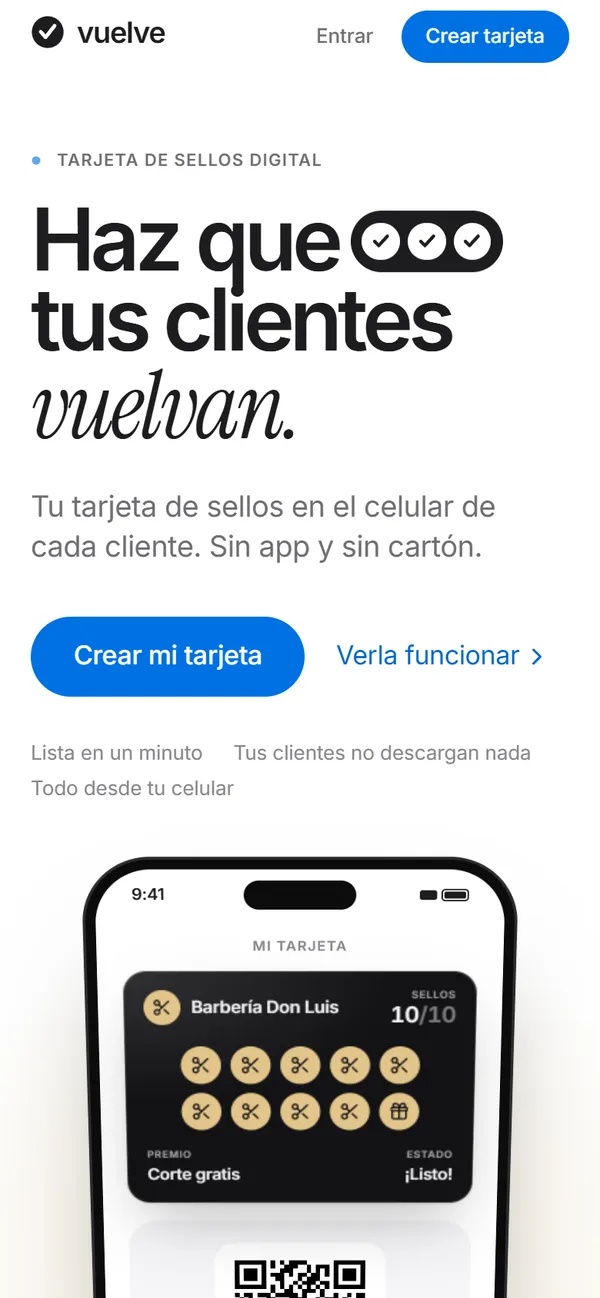 vuelve
Entrar
Crear tarjeta
TARJETA DE SELLOS DIGITAL
Haz que
tus clientes
vuelvan.
Tu tarjeta de sellos en el celular de
cada cliente. Sin app y sin cartón.
Crear mi tarjeta
Verla funcionar
Lista en un minuto
Tus clientes no descargan nada
Todo desde tu celular
9:41
MI TARJETA
Barbería Don Luis
SELLOS
10/10
PREMIO
Corte gratis
ESTADO
¡Listo!